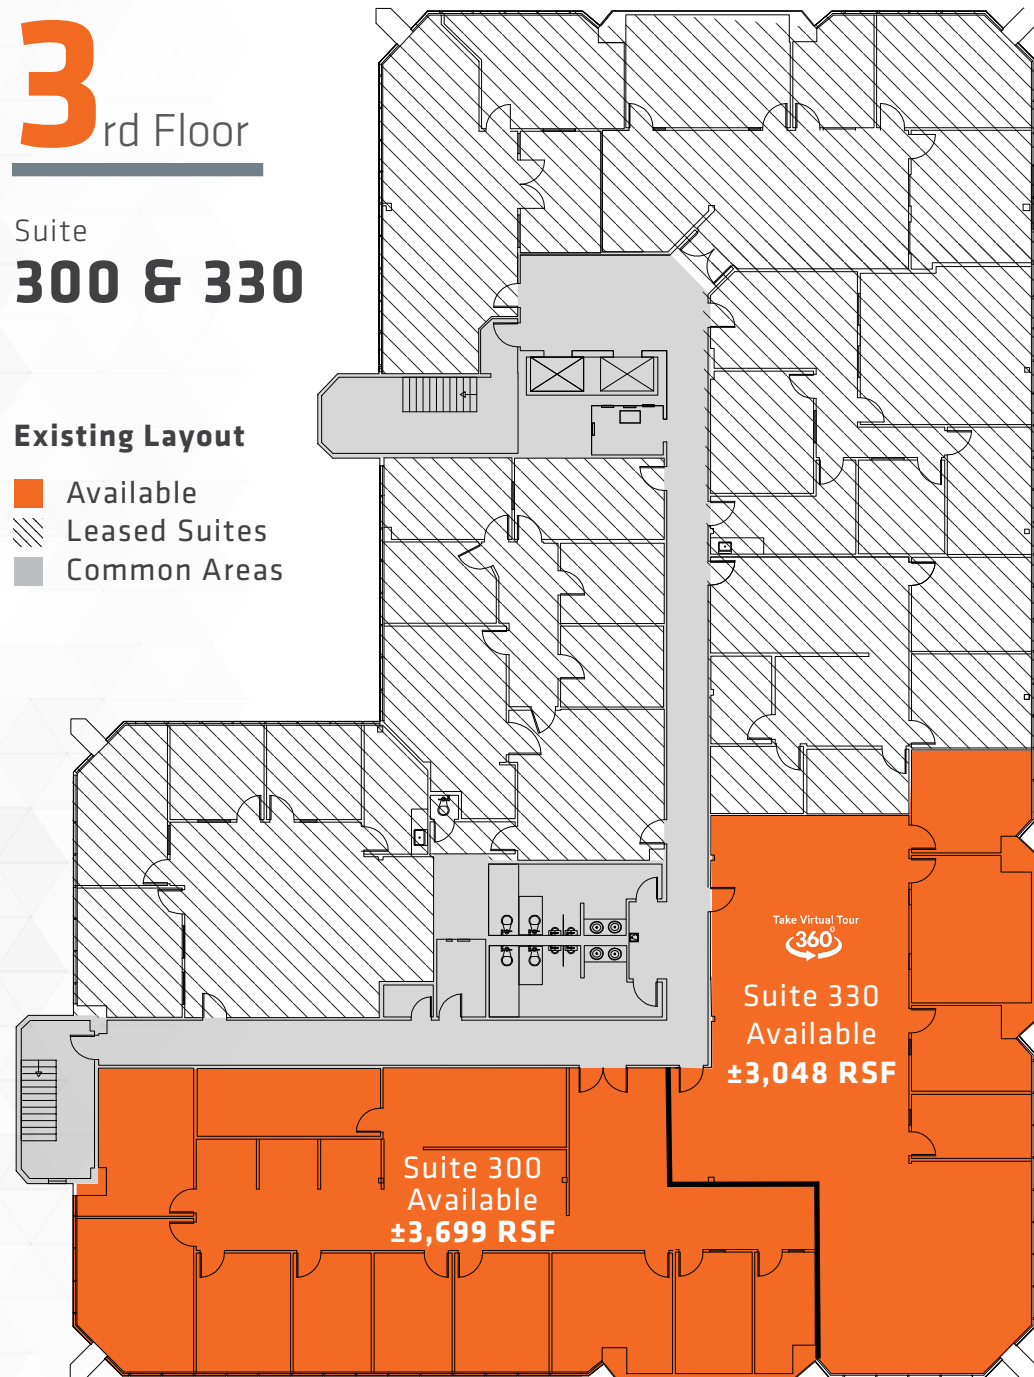 3rd Floor
Suite
300 & 330
Existing Layout
Available
Leased Suites
Common Areas
Take Virtual Tour
360°
Suite 330
Available
±3,048 RSF
Suite 300
Available
±3,699 RSF